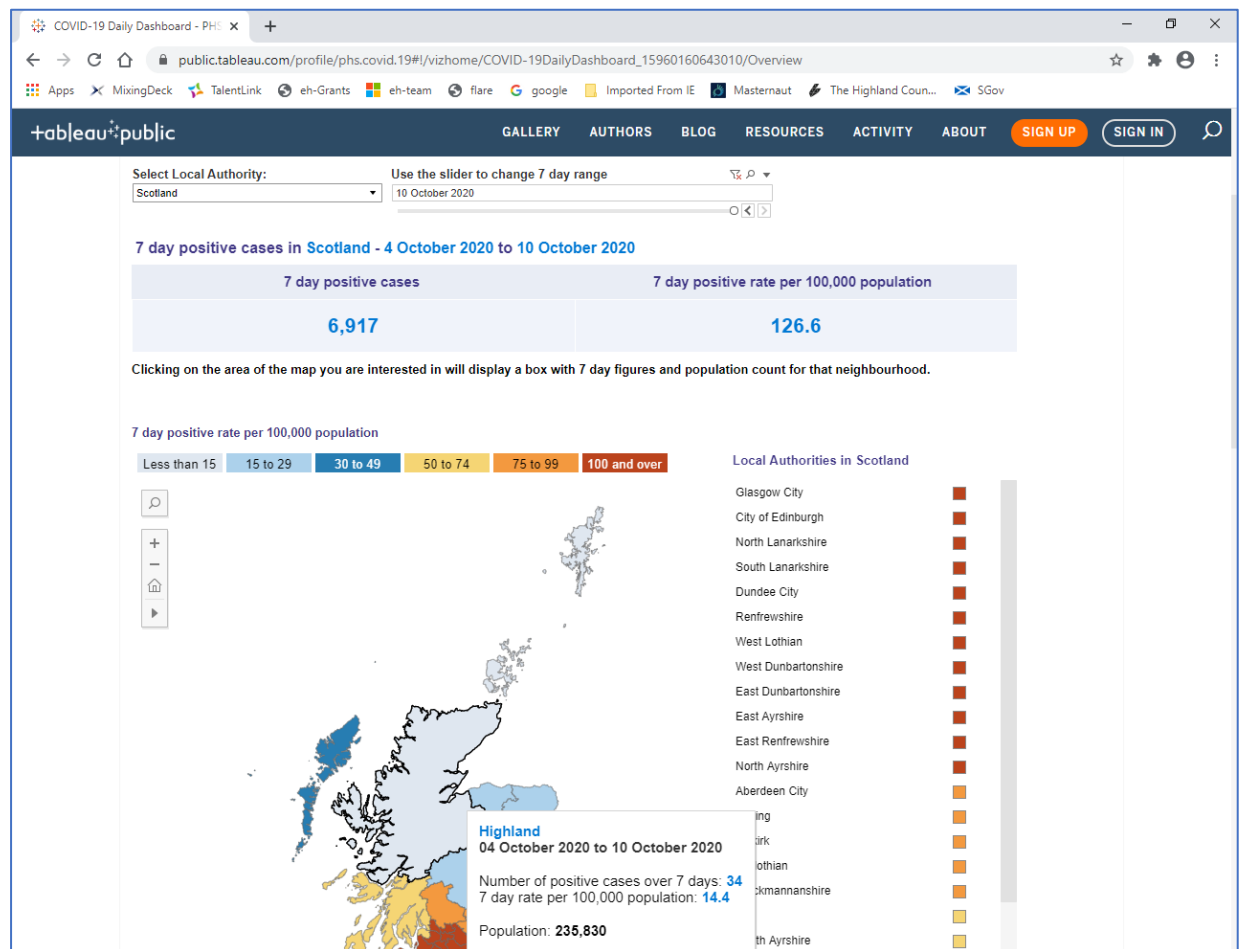 COVID-19 Daily Dashboard - PHS
public.tableau.com/profile/phs.covid.19#!/vizhome/COVID-19DailyDashboard_15960160643010/Overview
Apps MixingDeck TalentLink eh-Grants eh-team flare google Imported From IE Masternaut The Highland Coun... SGov
+ableau public GALLERY AUTHORS BLOG RESOURCES ACTIVITY ABOUT SIGN UP SIGN IN
Select Local Authority: Use the slider to change 7 day range
Scotland 10 October 2020
7 day positive cases in Scotland - 4 October 2020 to 10 October 2020
7 day positive cases 7 day positive rate per 100,000 population
6,917 126.6
Clicking on the area of the map you are interested in will display a box with 7 day figures and population count for that neighbourhood.
7 day positive rate per 100,000 population
Less than 15 15 to 29 30 to 49 50 to 74 75 to 99 100 and over
Local Authorities in Scotland
Glasgow City
City of Edinburgh
North Lanarkshire
South Lanarkshire
Dundee City
Renfrewshire
West Lothian
West Dunbartonshire
East Dunbartonshire
East Ayrshire
East Renfrewshire
North Ayrshire
Aberdeen City
ing
kirk
othian
ckmannanshire
th Ayrshire
Highland
04 October 2020 to 10 October 2020
Number of positive cases over 7 days: 34
7 day rate per 100,000 population: 14.4
Population: 235,830